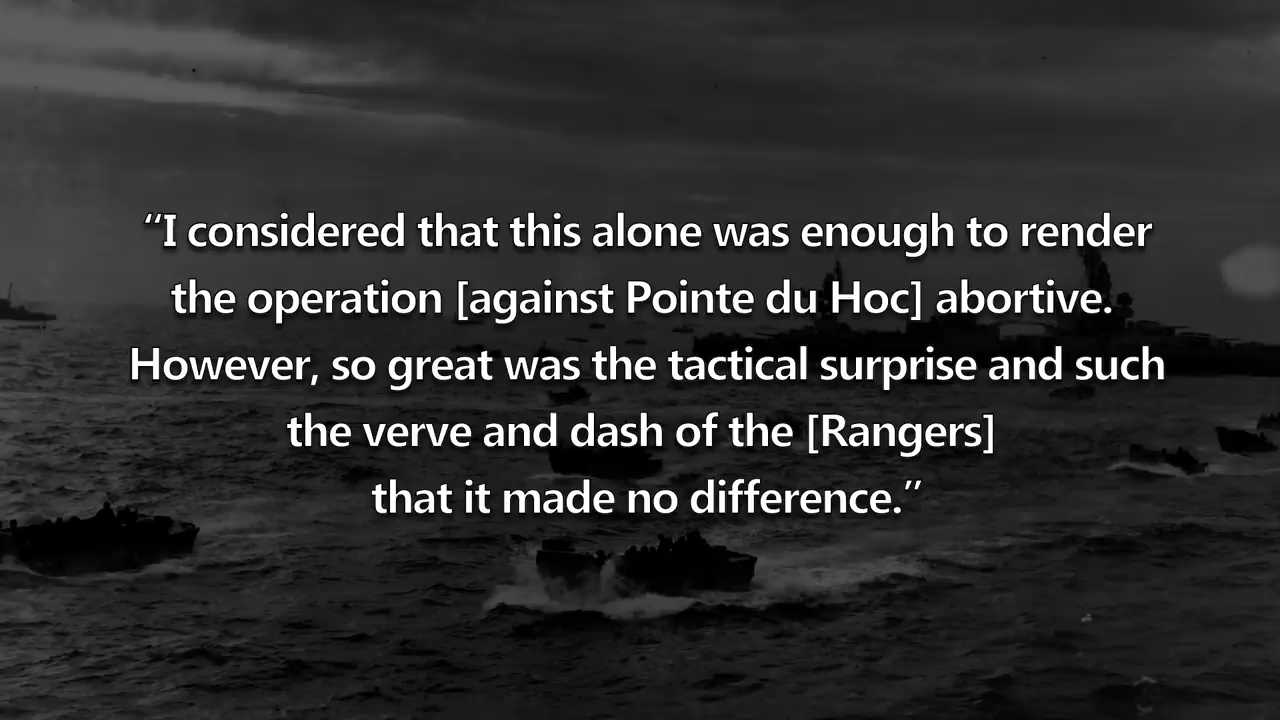 “I considered that this alone was enough to render
the operation [against Pointe du Hoc] abortive.
However, so great was the tactical surprise and such
the verve and dash of the [Rangers]
that it made no difference.”